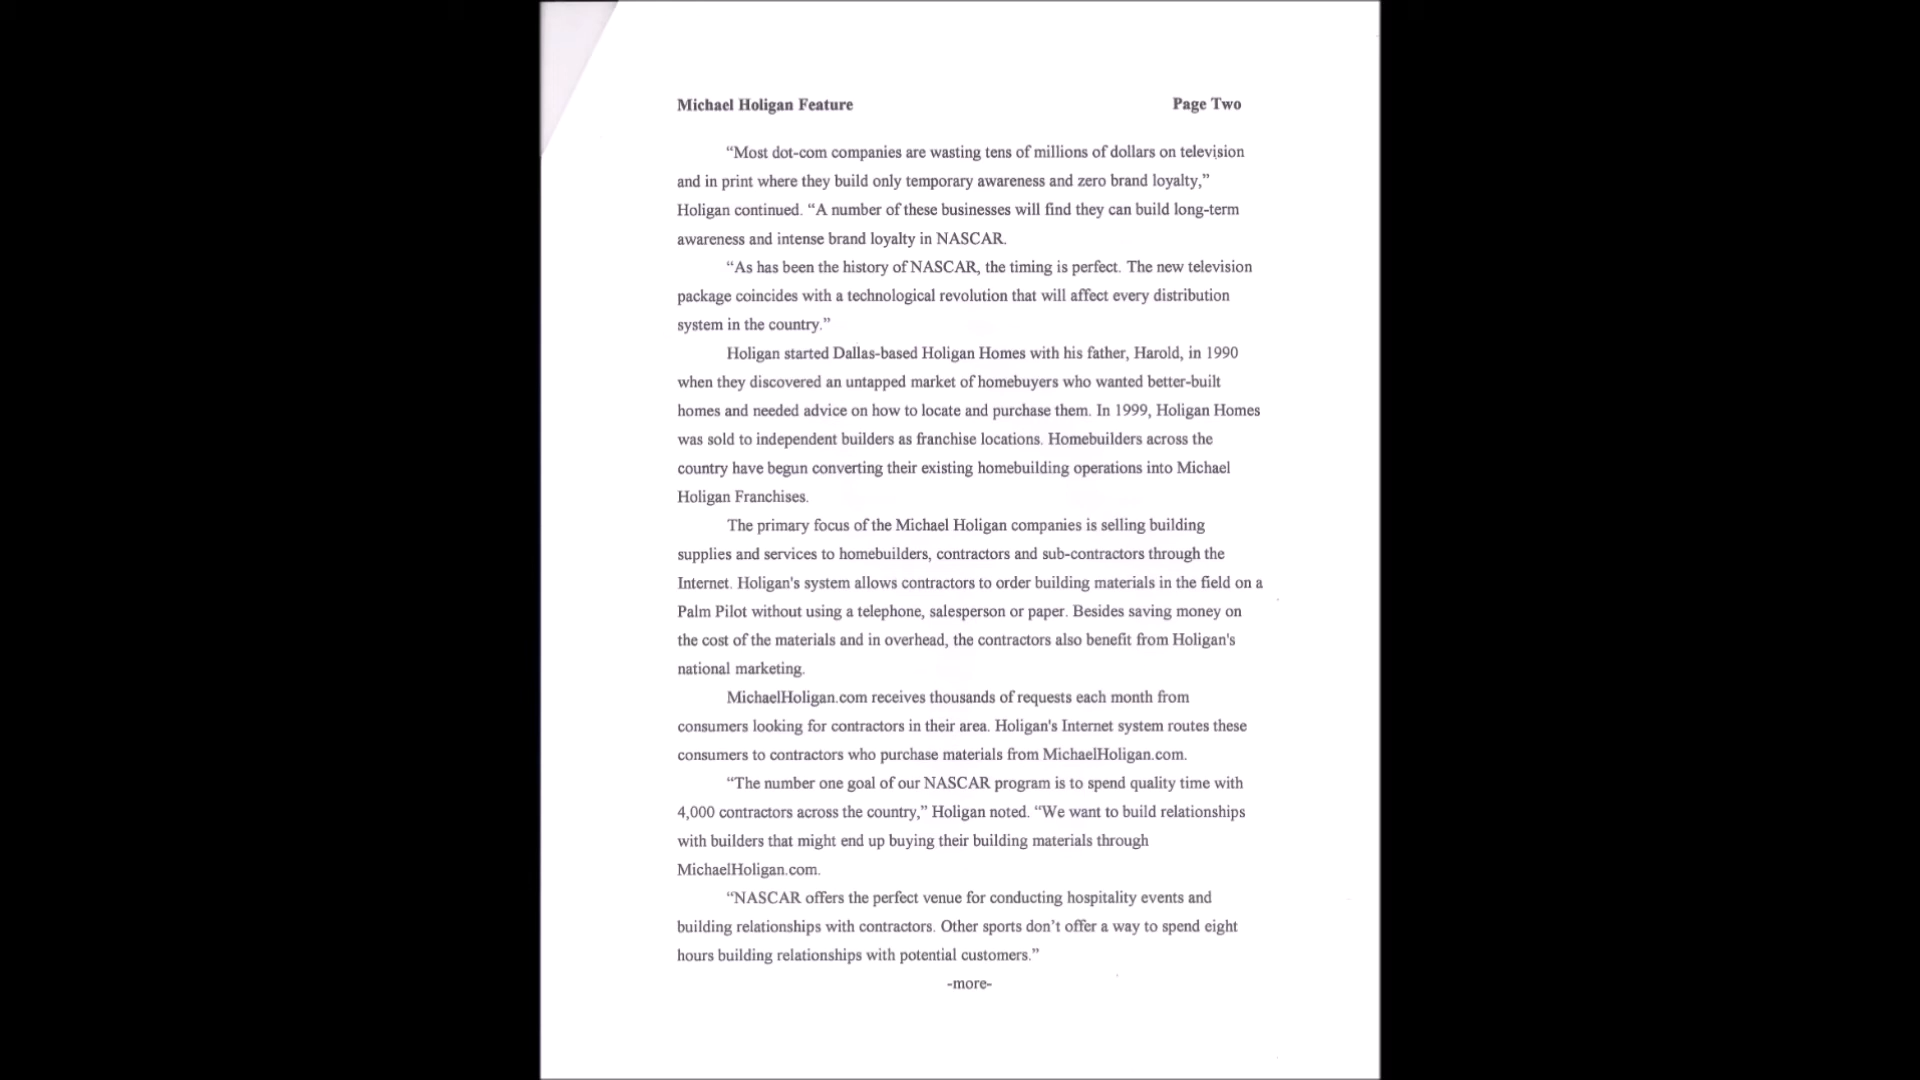 Michael Holigan Feature Page Two
“Most dot-com companies are wasting tens of millions of dollars on television
and in print where they build only temporary awareness and zero brand loyalty,”
Holigan continued. “A number of these businesses will find they can build long-term
awareness and intense brand loyalty in NASCAR.
“As has been the history of NASCAR, the timing is perfect. The new television
package coincides with a technological revolution that will affect every distribution
system in the country.”
Holigan started Dallas-based Holigan Homes with his father, Harold, in 1990
when they discovered an untapped market of homebuyers who wanted better-built
homes and needed advice on how to locate and purchase them. In 1999, Holigan Homes
was sold to independent builders as franchise locations. Homebuilders across the
country have begun converting their existing homebuilding operations into Michael
Holigan Franchises.
The primary focus of the Michael Holigan companies is selling building
supplies and services to homebuilders, contractors and sub-contractors through the
Internet. Holigan's system allows contractors to order building materials in the field on a
Palm Pilot without using a telephone, salesperson or paper. Besides saving money on
the cost of the materials and in overhead, the contractors also benefit from Holigan's
national marketing.
MichaelHoligan.com receives thousands of requests each month from
consumers looking for contractors in their area. Holigan's Internet system routes these
consumers to contractors who purchase materials from MichaelHoligan.com.
“The number one goal of our NASCAR program is to spend quality time with
4,000 contractors across the country,” Holigan noted. “We want to build relationships
with builders that might end up buying their building materials through
MichaelHoligan.com.
“NASCAR offers the perfect venue for conducting hospitality events and
building relationships with contractors. Other sports don’t offer a way to spend eight
hours building relationships with potential customers.”
-more-